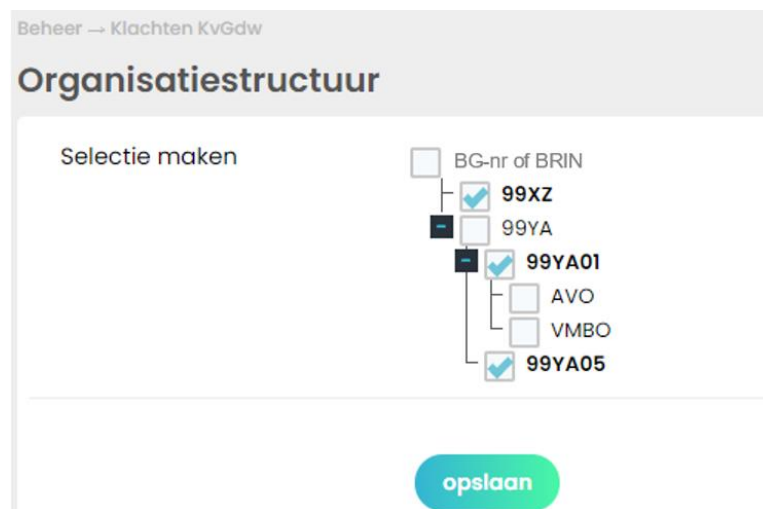 Beheer → Klachten KvGdw
Organisatiestructuur
Selectie maken
BG-nr of BRIN
99XZ
99YA
99YA01
AVO
VMBO
99YA05
opslaan